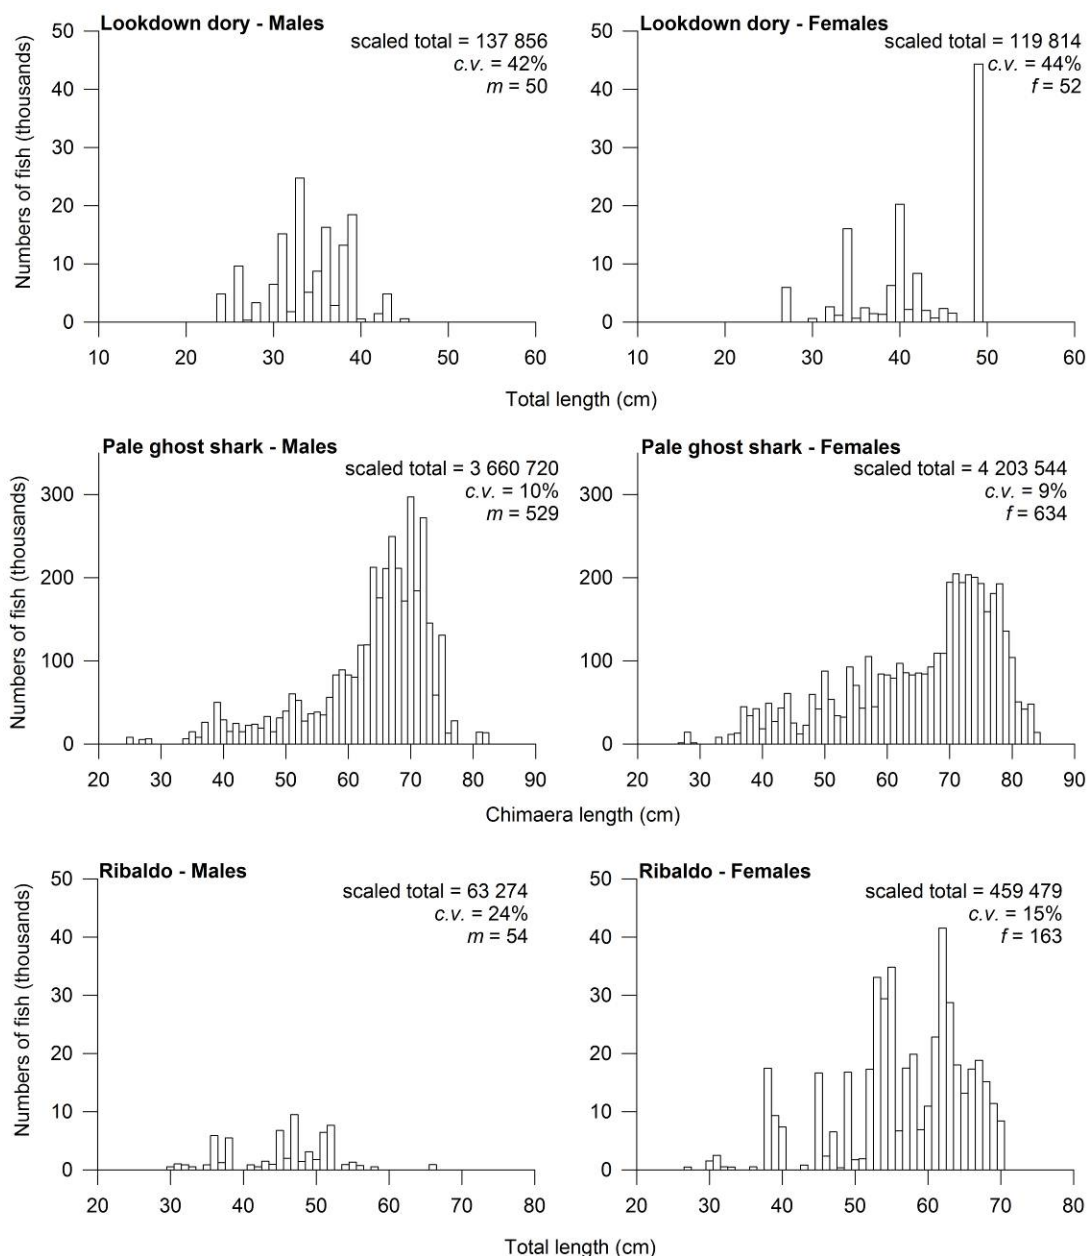 Lookdown dory - Males
scaled total = 137 856
c.v. = 42%
m = 50
Numbers of fish (thousands)
50
40
30
20
10
0
10 20 30 40 50 60
Lookdown dory - Females
scaled total = 119 814
c.v. = 44%
f = 52
50
40
30
20
10
0
10 20 30 40 50 60
Total length (cm)
Pale ghost shark - Males
scaled total = 3 660 720
c.v. = 10%
m = 529
Numbers of fish (thousands)
300
200
100
0
20 30 40 50 60 70 80 90
Pale ghost shark - Females
scaled total = 4 203 544
c.v. = 9%
f = 634
300
200
100
0
20 30 40 50 60 70 80 90
Chimaera length (cm)
Ribaldo - Males
scaled total = 63 274
c.v. = 24%
m = 54
Numbers of fish (thousands)
50
40
30
20
10
0
20 30 40 50 60 70 80
Ribaldo - Females
scaled total = 459 479
c.v. = 15%
f = 163
50
40
30
20
10
0
20 30 40 50 60 70 80
Total length (cm)